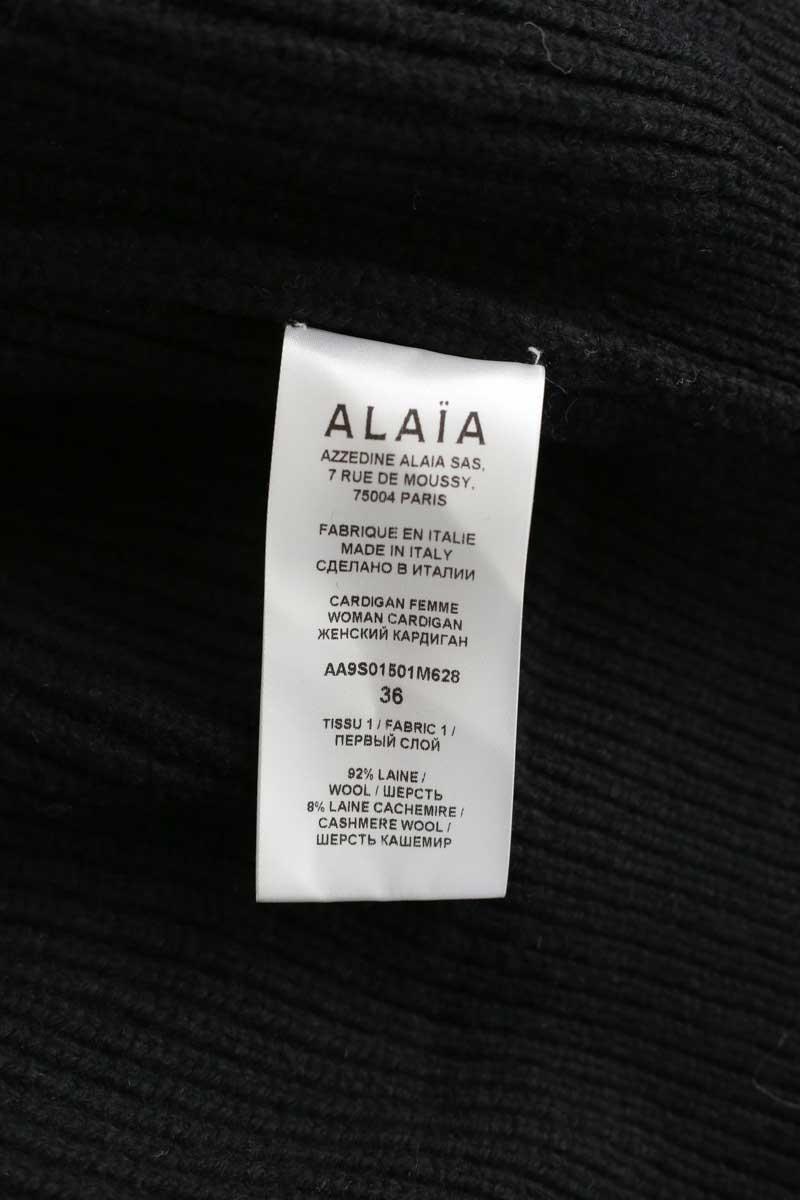 ALAÏA
AZZEDINE ALAIA SAS,
7 RUE DE MOUSSY,
75004 PARIS
FABRIQUE EN ITALIE
MADE IN ITALY
СДЕЛАНО В ИТАЛИИ
CARDIGAN FEMME
WOMAN CARDIGAN
ЖЕНСКИЙ КАРДИГАН
AA9S01501M628
36
TISSU 1 / FABRIC 1 /
ПЕРВЫЙ СЛОЙ
92% LAINE /
WOOL / ШЕРСТЬ
8% LAINE CACHEMIRE /
CASHMERE WOOL /
ШЕРСТЬ КАШЕМИР